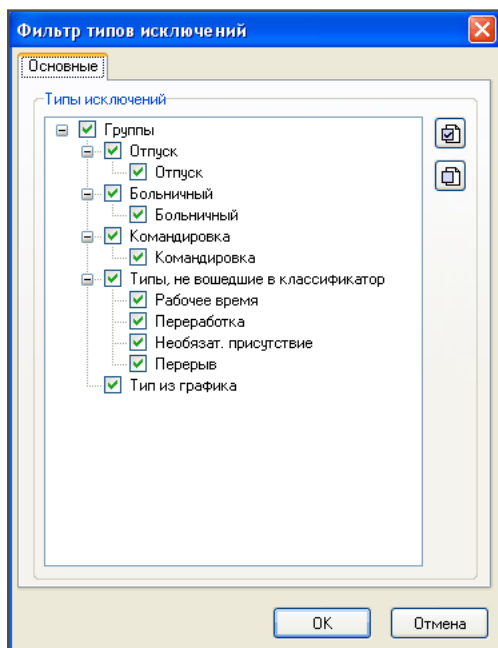 Фильтр типов исключений
Основные
Типы исключений
Группы
Отпуск
Отпуск
Больничный
Больничный
Командировка
Командировка
Типы, не вошедшие в классификатор
Рабочее время
Переработка
Необязат. присутствие
Перерыв
Тип из графика
OK
Отмена